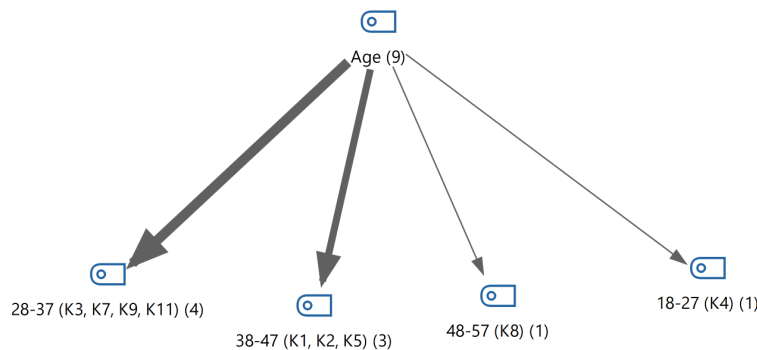 Age (9)
28-37 (K3, K7, K9, K11) (4)
38-47 (K1, K2, K5) (3)
48-57 (K8) (1)
18-27 (K4) (1)